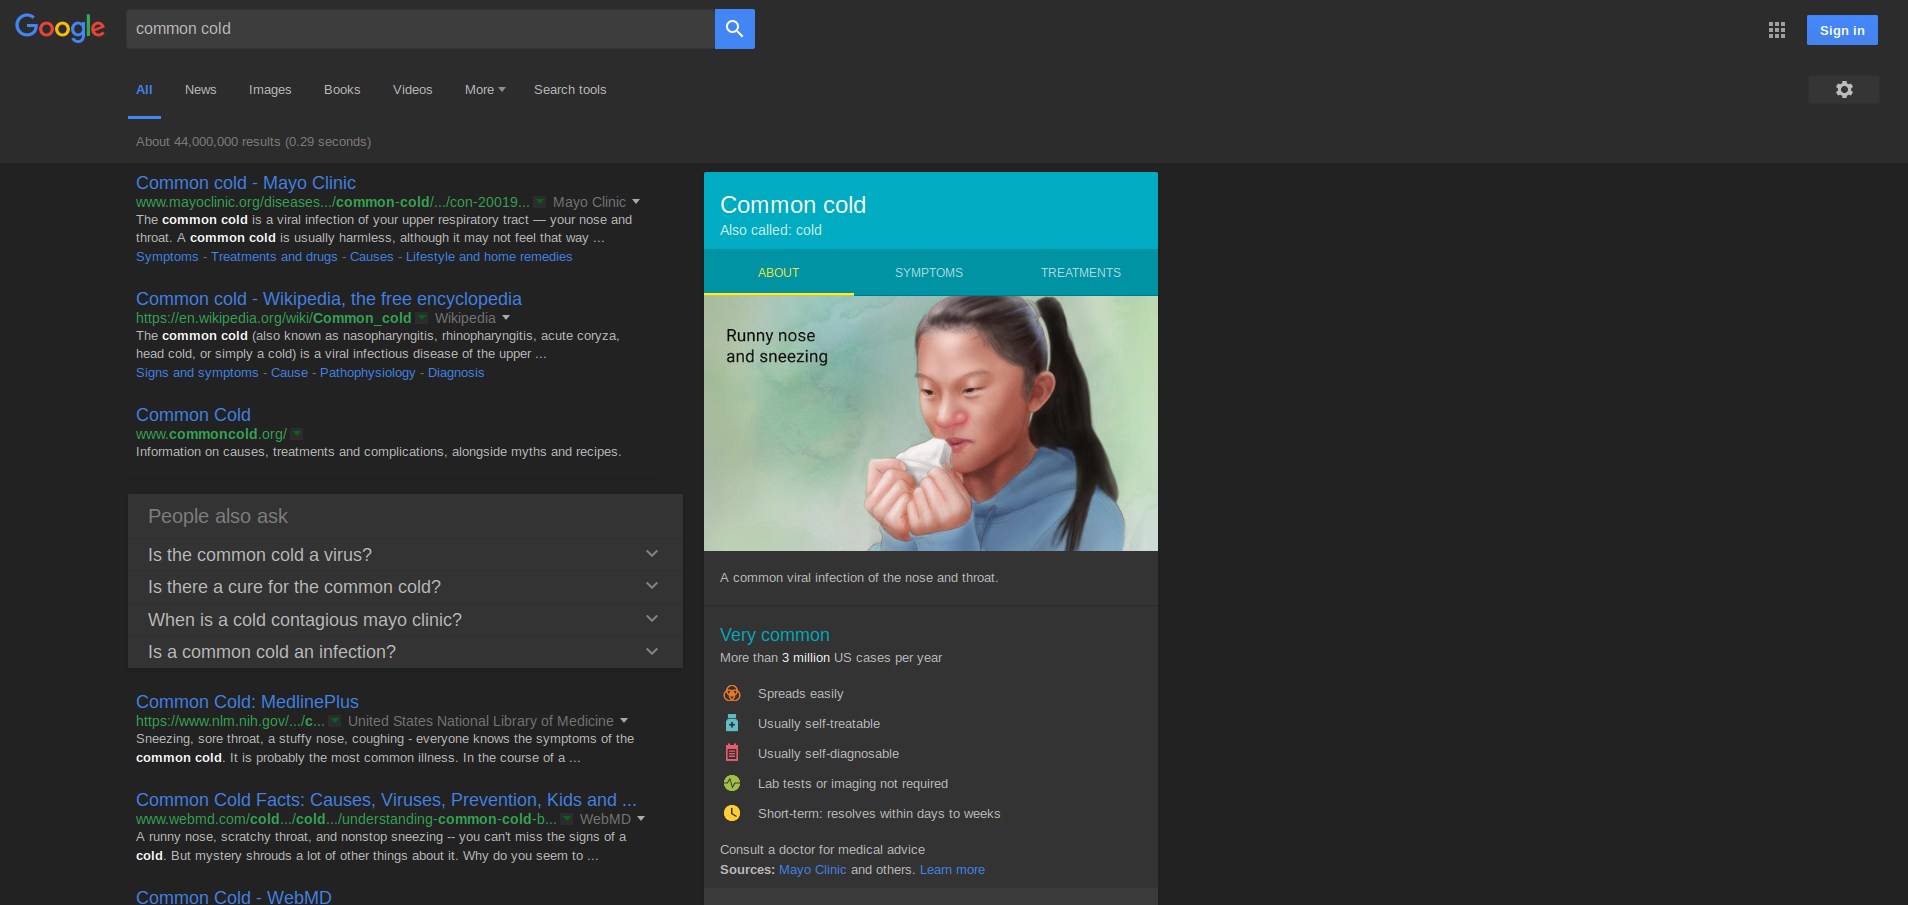 Google
common cold
Sign in
All News Images Books Videos More Search tools
About 44,000,000 results (0.29 seconds)
Common cold - Mayo Clinic
www.mayoclinic.org/diseases.../common-cold/.../con-20019... Mayo Clinic
The common cold is a viral infection of your upper respiratory tract — your nose and
throat. A common cold is usually harmless, although it may not feel that way ...
Symptoms - Treatments and drugs - Causes - Lifestyle and home remedies
Common cold - Wikipedia, the free encyclopedia
https://en.wikipedia.org/wiki/Common_cold Wikipedia
The common cold (also known as nasopharyngitis, rhinopharyngitis, acute coryza,
head cold, or simply a cold) is a viral infectious disease of the upper ...
Signs and symptoms - Cause - Pathophysiology - Diagnosis
Common Cold
www.commoncold.org/
Information on causes, treatments and complications, alongside myths and recipes.
People also ask
Is the common cold a virus?
Is there a cure for the common cold?
When is a cold contagious mayo clinic?
Is a common cold an infection?
Common Cold: MedlinePlus
https://www.nlm.nih.gov/.../c... United States National Library of Medicine
Sneezing, sore throat, a stuffy nose, coughing - everyone knows the symptoms of the
common cold. It is probably the most common illness. In the course of a ...
Common Cold Facts: Causes, Viruses, Prevention, Kids and ...
www.webmd.com/cold.../cold.../understanding-common-cold-b... WebMD
A runny nose, scratchy throat, and nonstop sneezing -- you can't miss the signs of a
cold. But mystery shrouds a lot of other things about it. Why do you seem to ...
Common Cold - WebMD
Common cold
Also called: cold
ABOUT SYMPTOMS TREATMENTS
Runny nose
and sneezing
A common viral infection of the nose and throat.
Very common
More than 3 million US cases per year
Spreads easily
Usually self-treatable
Usually self-diagnosable
Lab tests or imaging not required
Short-term: resolves within days to weeks
Consult a doctor for medical advice
Sources: Mayo Clinic and others. Learn more